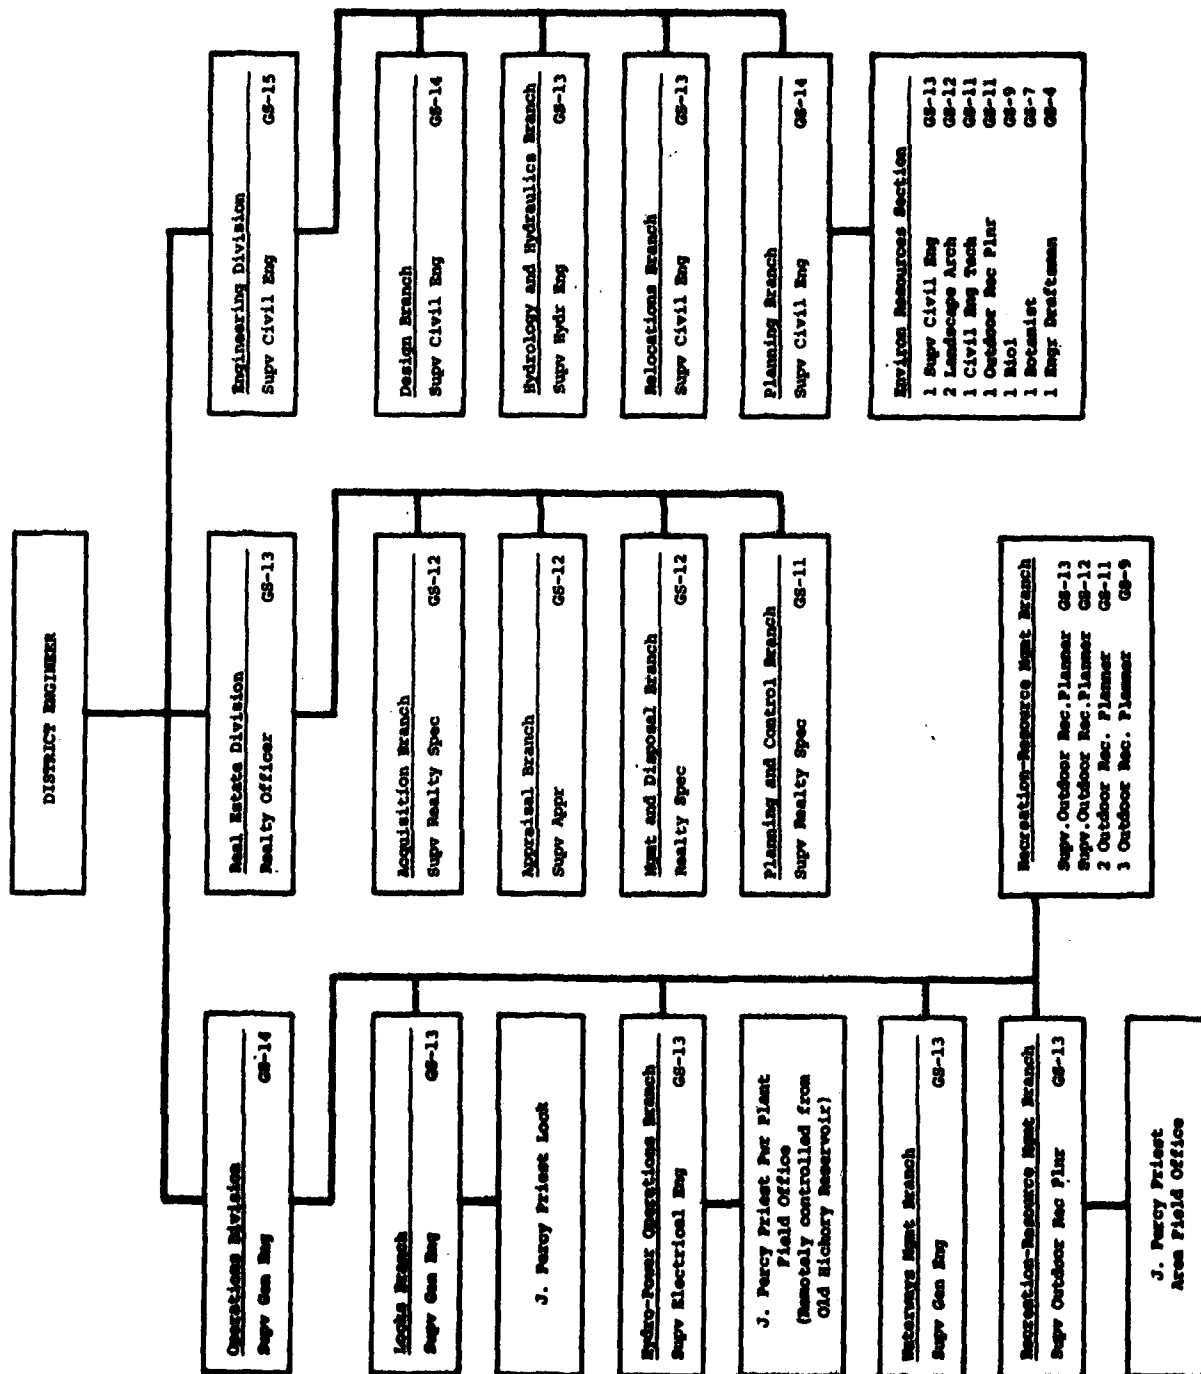 DISTRICT ENGINEER
Operations Division
Supv Gen Eng GS-14
Locks Branch
Supv Gen Eng GS-13
J. Percy Priest Lock
Hydro-Power Operations Branch
Supv Electrical Eng GS-13
J. Percy Priest Pwr Plant
Field Office
(Remotely controlled from
Old Hickory Reservoir)
Waterways Mgmt Branch
Supv Gen Eng GS-13
Recreation-Resource Mgmt Branch
Supv Outdoor Rec Plnr GS-13
J. Percy Priest
Area Field Office
Recreation-Resource Mgmt Branch
Supv.Outdoor Rec.Planner GS-13
Supv.Outdoor Rec.Planner GS-12
2 Outdoor Rec. Planner GS-11
3 Outdoor Rec. Planner GS-9
Real Estate Division
Realty Officer GS-13
Acquisition Branch
Supv Realty Spec GS-12
Appraisal Branch
Supv Appr GS-12
Mgmt and Disposal Branch
Realty Spec GS-12
Planning and Control Branch
Supv Realty Spec GS-11
Engineering Division
Supv Civil Eng GS-15
Design Branch
Supv Civil Eng GS-14
Hydrology and Hydraulics Branch
Supv Hydr Eng GS-13
Relocations Branch
Supv Civil Eng GS-13
Planning Branch
Supv Civil Eng GS-14
Environ Resources Section
1 Supv Civil Eng GS-13
2 Landscape Arch GS-12
1 Civil Eng Tech GS-11
1 Outdoor Rec Plnr GS-11
1 Biol GS-9
1 Botanist GS-7
1 Engr Draftsman GS-4